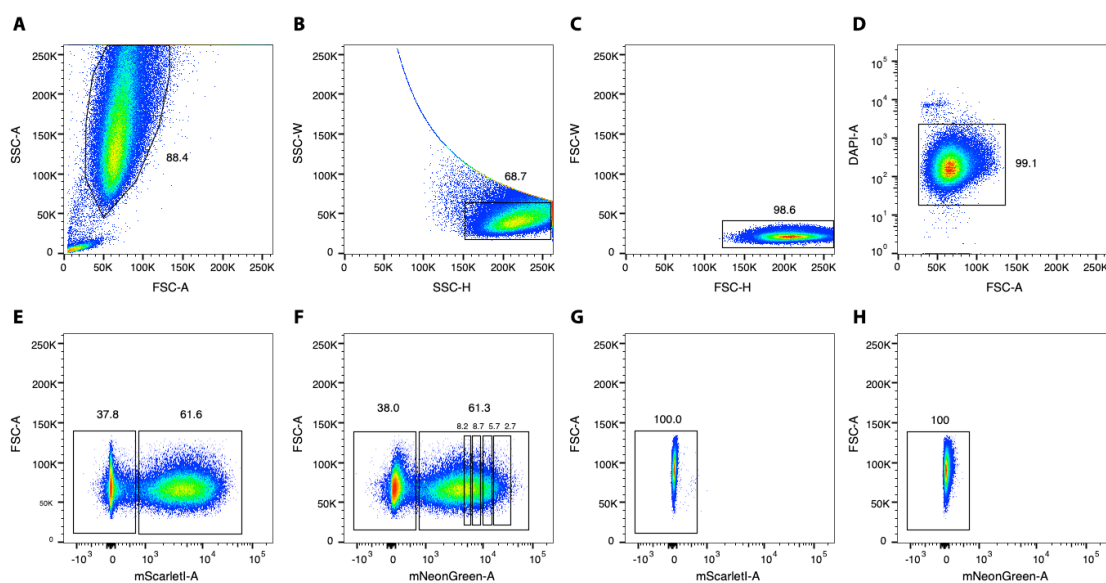 A
250K
200K
150K
100K
50K
0
SSC-A
88.4
0 50K 100K 150K 200K 250K
FSC-A
B
250K
200K
150K
100K
50K
0
SSC-W
68.7
0 50K 100K 150K 200K 250K
SSC-H
C
250K
200K
150K
100K
50K
0
FSC-W
98.6
0 50K 100K 150K 200K 250K
FSC-H
D
10^5
10^4
10^3
10^2
10^1
10^0
DAPI-A
99.1
0 50K 100K 150K 200K 250K
FSC-A
E
250K
200K
150K
100K
50K
0
FSC-A
37.8 61.6
-10^3 0 10^3 10^4 10^5
mScarletI-A
F
250K
200K
150K
100K
50K
0
FSC-A
38.0 61.3
8.2 8.7 5.7 2.7
-10^3 0 10^3 10^4 10^5
mNeonGreen-A
G
250K
200K
150K
100K
50K
0
FSC-A
100.0
-10^3 0 10^3 10^4 10^5
mScarletI-A
H
250K
200K
150K
100K
50K
0
FSC-A
100
-10^3 0 10^3 10^4 10^5
mNeonGreen-A